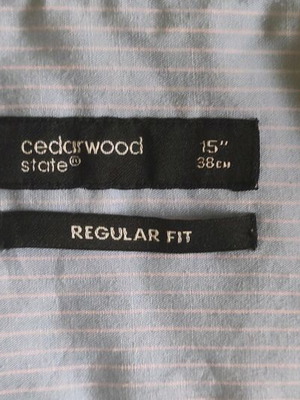 cedarwood 15"
state® 38CM
REGULAR FIT